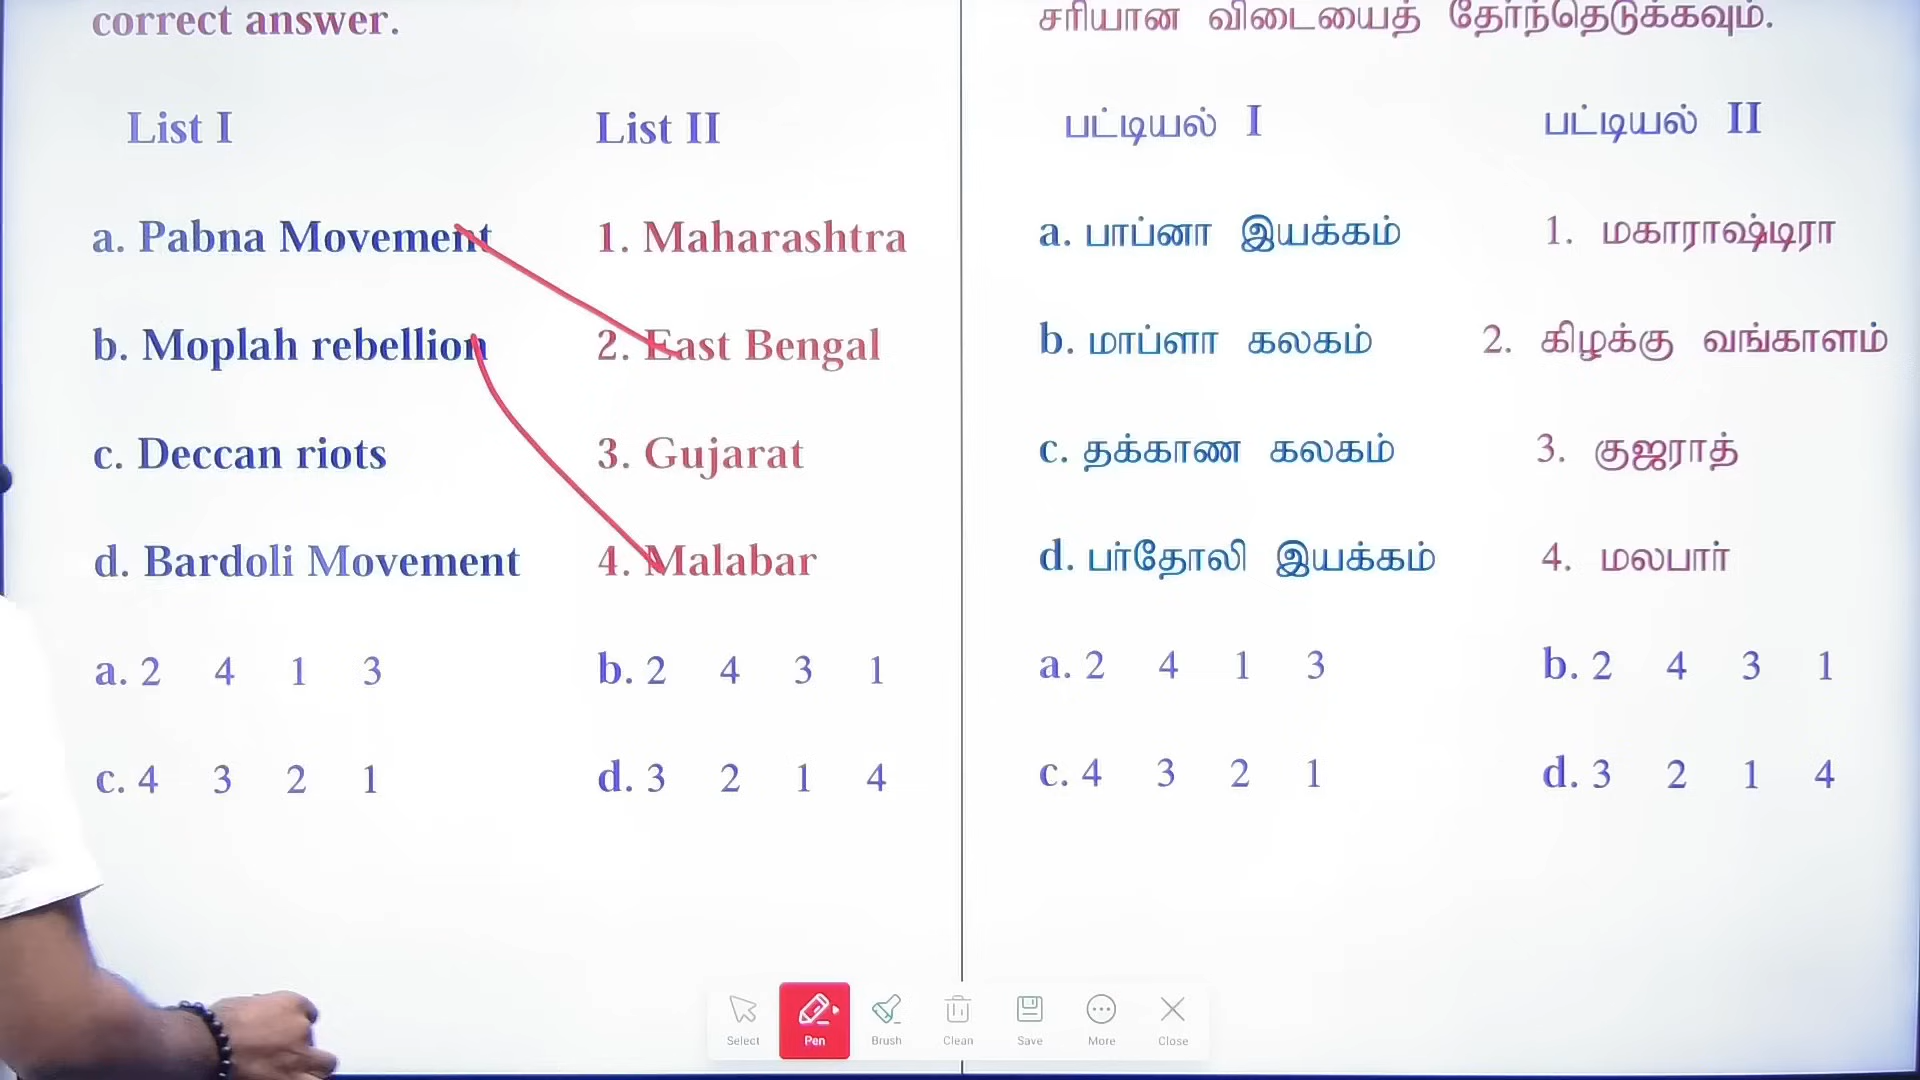 correct answer.
List I List II
a. Pabna Movement 1. Maharashtra
b. Moplah rebellion 2. East Bengal
c. Deccan riots 3. Gujarat
d. Bardoli Movement 4. Malabar
a. 2 4 1 3 b. 2 4 3 1
c. 4 3 2 1 d. 3 2 1 4
சரியான விடையைத் தேர்ந்தெடுக்கவும்.
பட்டியல் I பட்டியல் II
a. பாப்னா இயக்கம் 1. மகாராஷ்டிரா
b. மாப்ளா கலகம் 2. கிழக்கு வங்காளம்
c. தக்காண கலகம் 3. குஜராத்
d. பர்தோலி இயக்கம் 4. மலபார்
a. 2 4 1 3 b. 2 4 3 1
c. 4 3 2 1 d. 3 2 1 4
Select Pen Brush Clean Save More Close